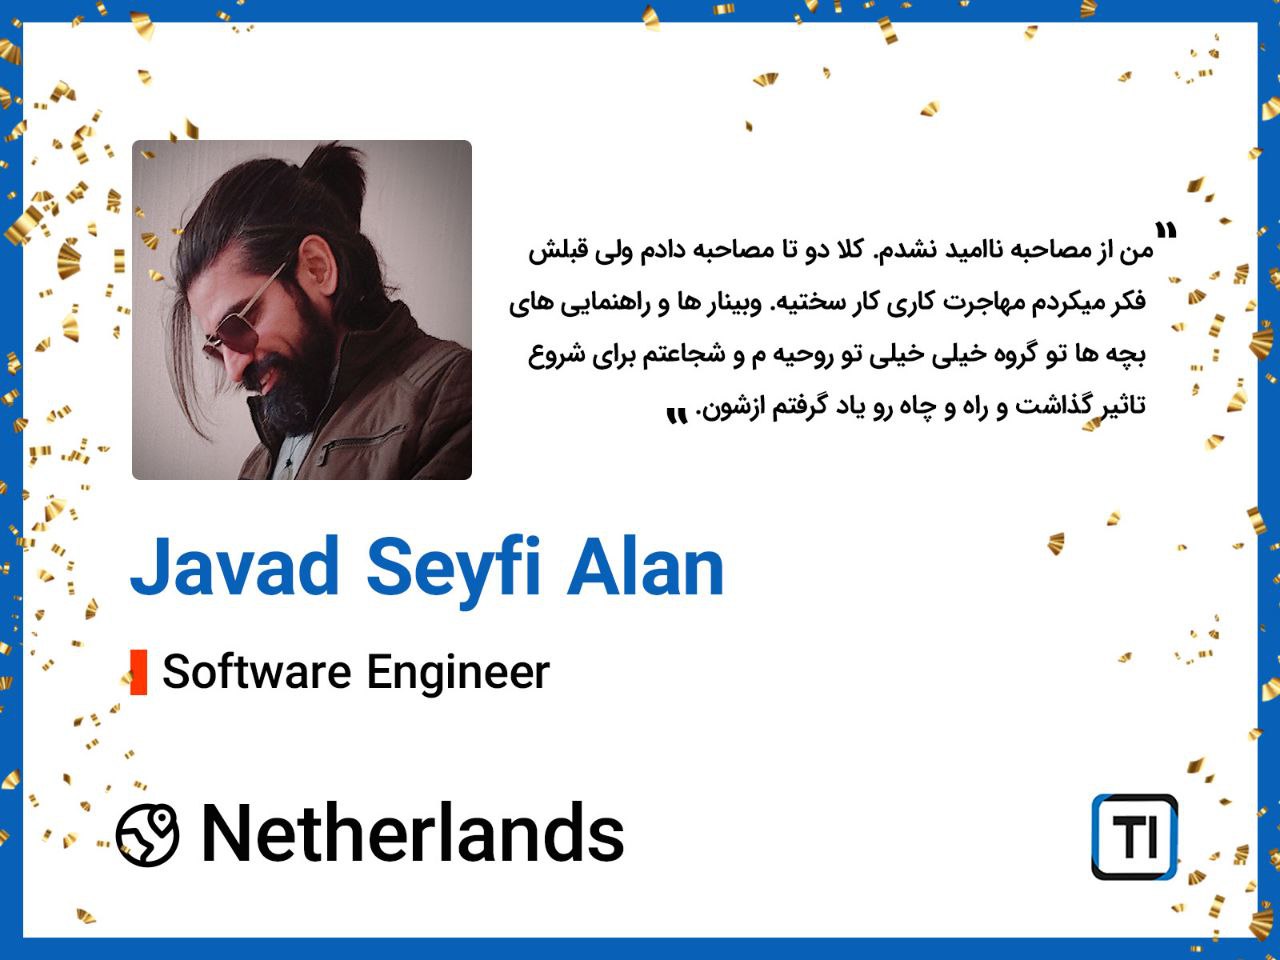 "من از مصاحبه ناامید نشدم. کلا دو تا مصاحبه دادم ولی قبلش
فکر میکردم مهاجرت کاری کار سختیه. وبینار ها و راهنمایی های
بچه ها تو گروه خیلی خیلی تو روحیه م و شجاعتم برای شروع
تاثیر گذاشت و راه و چاه رو یاد گرفتم ازشون. "
Javad Seyfi Alan
Software Engineer
Netherlands
TI